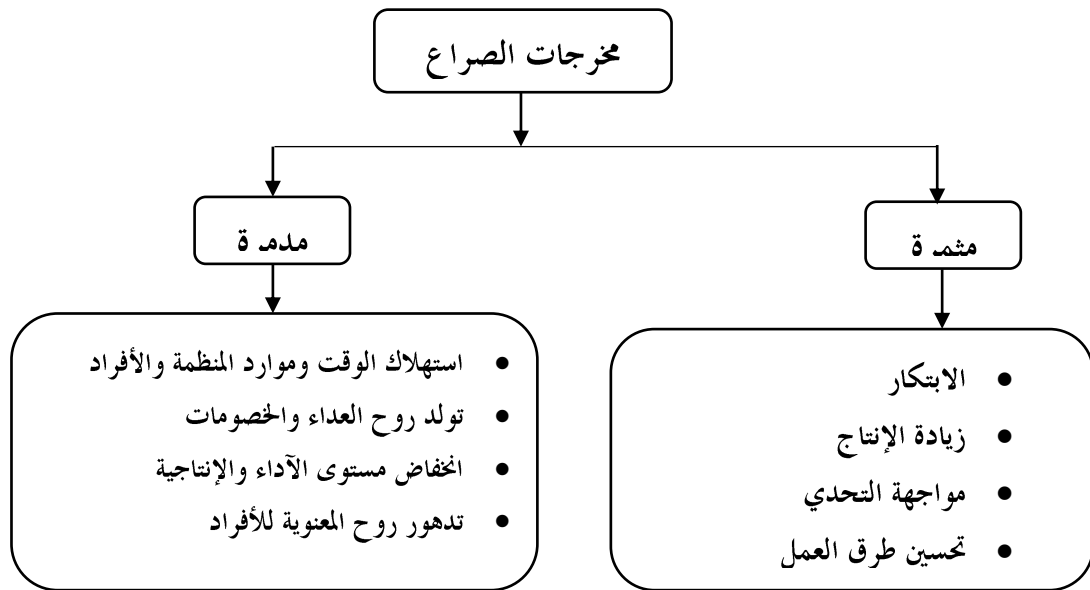 مخرجات الصراع
مثمرة
مدمرة
• الابتكار
• زيادة الإنتاج
• مواجهة التحدي
• تحسين طرق العمل
• استهلاك الوقت وموارد المنظمة والأفراد
• تولد روح العداء والخصومات
• انخفاض مستوى الآداء والإنتاجية
• تدهور روح المعنوية للأفراد